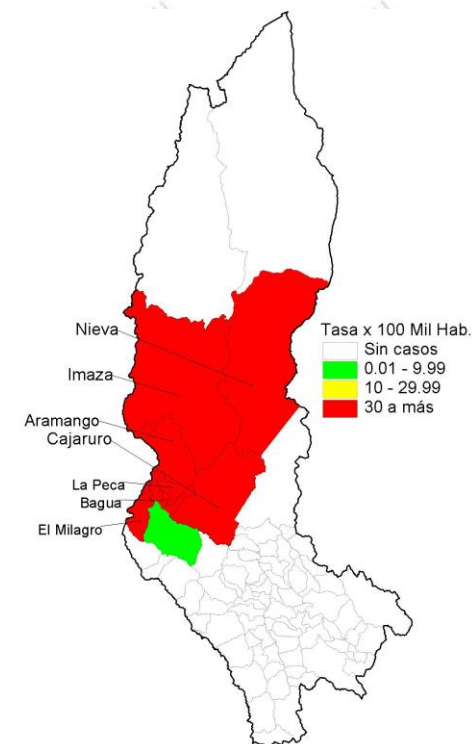 Nieva
Imaza
Aramango
Cajaruro
La Peca
Bagua
El Milagro
Tasa x 100 Mil Hab.
Sin casos
0.01 - 9.99
10 - 29.99
30 a más